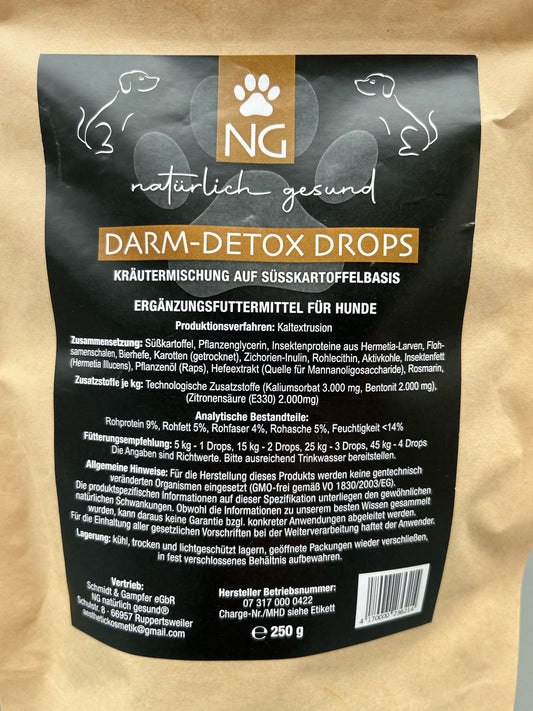 NG
natürlich gesund
DARM-DETOX DROPS
KRÄUTERMISCHUNG AUF SÜSSKARTOFFELBASIS
ERGÄNZUNGSFUTTERMITTEL FÜR HUNDE
Produktionsverfahren: Kaltextrusion
Zusammensetzung: Süßkartoffel, Pflanzenglycerin, Insektenproteine aus Hermetia-Larven, Floh-
samenschalen, Bierhefe, Karotten (getrocknet), Zichorien-Inulin, Rohlecithin, Aktivkohle, Insektenfett
(Hermetia Illucens), Pflanzenöl (Raps), Hefeextrakt (Quelle für Mannanoligosaccharide), Rosmarin,
Zusatzstoffe je kg: Technologische Zusatzstoffe (Kaliumsorbat 3.000 mg, Bentonit 2.000 mg),
(Zitronensäure (E330) 2.000mg)
Analytische Bestandteile:
Rohprotein 9%, Rohfett 5%, Rohfaser 4%, Rohasche 5%, Feuchtigkeit <14%
Fütterungsempfehlung: 5 kg - 1 Drops, 15 kg - 2 Drops, 25 kg - 3 Drops, 45 kg - 4 Drops
Die Angaben sind Richtwerte. Bitte ausreichend Trinkwasser bereitstellen.
Allgemeine Hinweise: Für die Herstellung dieses Produkts werden keine gentechnisch
veränderten Organismen eingesetzt (GMO-frei gemäß VO 1830/2003/EG).
Die produktspezifischen Informationen auf dieser Spezifikation unterliegen den gewöhnlichen
natürlichen Schwankungen. Obwohl die Informationen zu unserem besten Wissen gesammelt
wurden, kann daraus keine Garantie bzgl. konkreter Anwendungen abgeleitet werden.
Für die Einhaltung aller gesetzlichen Vorschriften bei der Weiterverarbeitung haftet der Anwender.
Lagerung: kühl, trocken und lichtgeschützt lagern, geöffnete Packungen wieder verschließen,
in fest verschlossenes Behältnis aufbewahren.
Vertrieb:
Schmidt & Gampfer eGbR
NG natürlich gesund®
Schulstr. 8 - 66957 Ruppertsweiler
aesthetickosmetik@gmail.com
Hersteller Betriebsnummer:
07 317 000 0422
Charge-Nr./MHD siehe Etikett
℮ 250 g